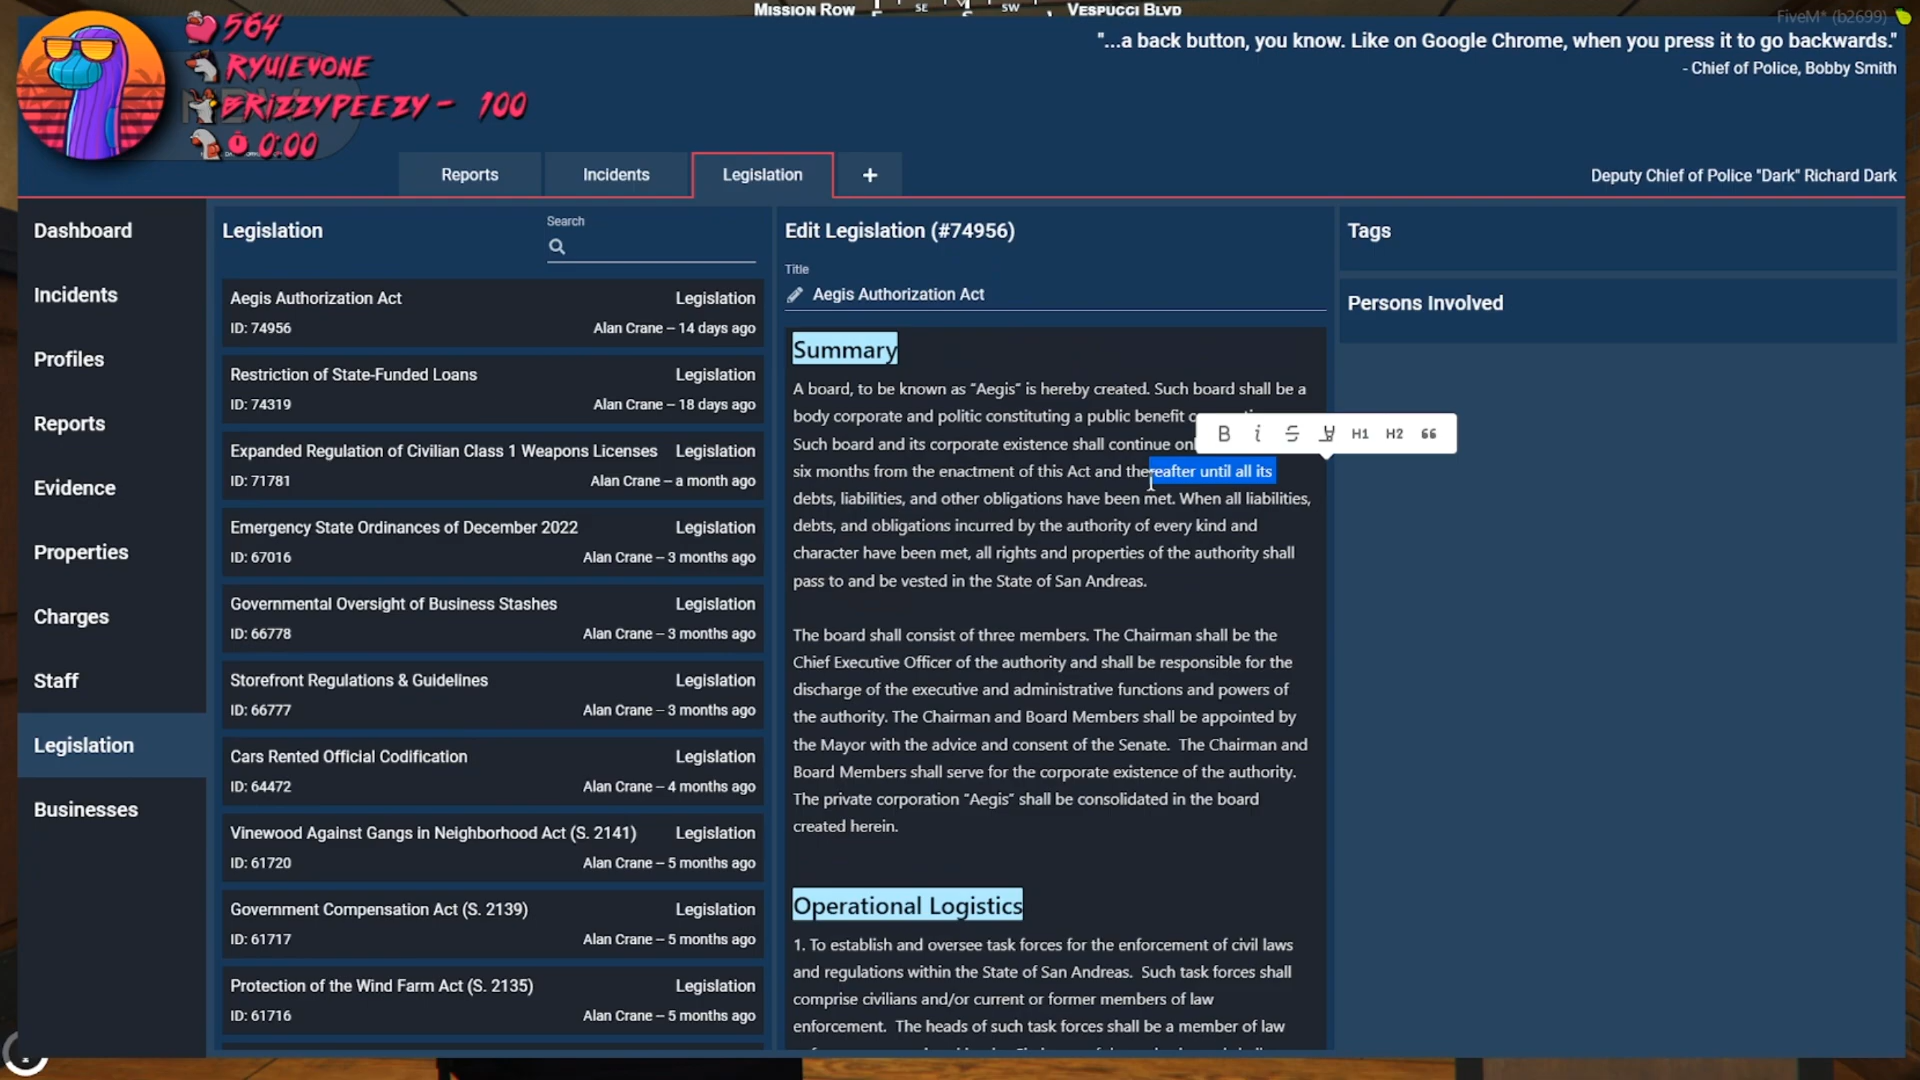 MISSION ROW
SE
SW
VESPUCCI BLVD
FiveM* (b2699)
564
RYU/EVONE
BRIZZYPEEZY - 100
0:00
"...a back button, you know. Like on Google Chrome, when you press it to go backwards."
- Chief of Police, Bobby Smith
Reports
Incidents
Legislation
+
Deputy Chief of Police "Dark" Richard Dark
Dashboard
Incidents
Profiles
Reports
Evidence
Properties
Charges
Staff
Legislation
Businesses
Legislation
Search
Aegis Authorization Act Legislation
ID: 74956 Alan Crane – 14 days ago
Restriction of State-Funded Loans Legislation
ID: 74319 Alan Crane – 18 days ago
Expanded Regulation of Civilian Class 1 Weapons Licenses Legislation
ID: 71781 Alan Crane – a month ago
Emergency State Ordinances of December 2022 Legislation
ID: 67016 Alan Crane – 3 months ago
Governmental Oversight of Business Stashes Legislation
ID: 66778 Alan Crane – 3 months ago
Storefront Regulations & Guidelines Legislation
ID: 66777 Alan Crane – 3 months ago
Cars Rented Official Codification Legislation
ID: 64472 Alan Crane – 4 months ago
Vinewood Against Gangs in Neighborhood Act (S. 2141) Legislation
ID: 61720 Alan Crane – 5 months ago
Government Compensation Act (S. 2139) Legislation
ID: 61717 Alan Crane – 5 months ago
Protection of the Wind Farm Act (S. 2135) Legislation
ID: 61716 Alan Crane – 5 months ago
Edit Legislation (#74956)
Title
Aegis Authorization Act
Summary
A board, to be known as "Aegis" is hereby created. Such board shall be a
body corporate and politic constituting a public benefit
Such board and its corporate existence shall continue
six months from the enactment of this Act and thereafter until all its
debts, liabilities, and other obligations have been met. When all liabilities,
debts, and obligations incurred by the authority of every kind and
character have been met, all rights and properties of the authority shall
pass to and be vested in the State of San Andreas.
The board shall consist of three members. The Chairman shall be the
Chief Executive Officer of the authority and shall be responsible for the
discharge of the executive and administrative functions and powers of
the authority. The Chairman and Board Members shall be appointed by
the Mayor with the advice and consent of the Senate. The Chairman and
Board Members shall serve for the corporate existence of the authority.
The private corporation "Aegis" shall be consolidated in the board
created herein.
Operational Logistics
1. To establish and oversee task forces for the enforcement of civil laws
and regulations within the State of San Andreas. Such task forces shall
comprise civilians and/or current or former members of law
enforcement. The heads of such task forces shall be a member of law
B i S H1 H2 66
Tags
Persons Involved